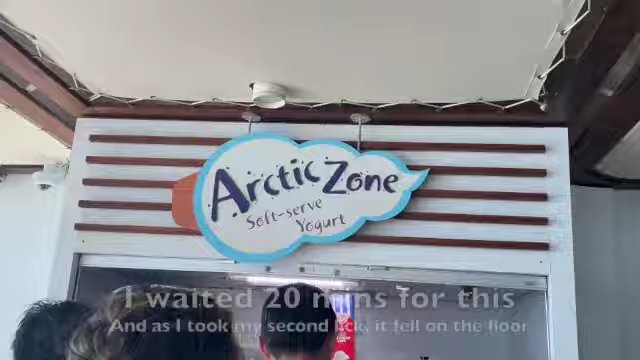 Arctic Zone
Soft-serve
Yogurt
I waited 20 mins for this
And as I took my second lick, it fell on the floor